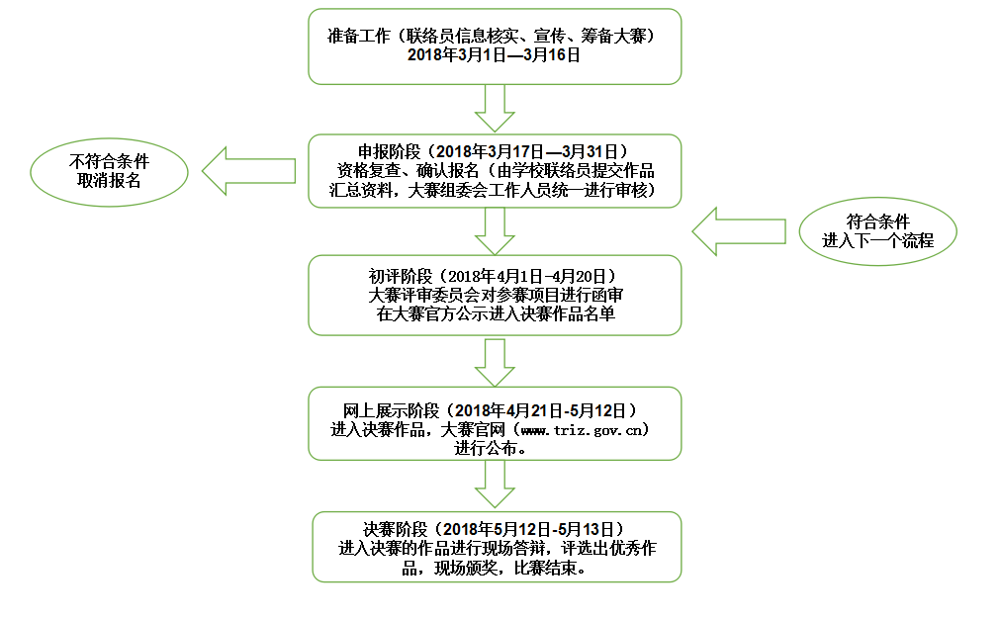 准备工作（联络员信息核实、宣传、筹备大赛）
2018年3月1日—3月16日
申报阶段（2018年3月17日—3月31日）
资格复查、确认报名（由学校联络员提交作品
汇总资料，大赛组委会工作人员统一进行审核）
不符合条件
取消报名
符合条件
进入下一个流程
初评阶段（2018年4月1日-4月20日）
大赛评审委员会对参赛项目进行函审
在大赛官方公示进入决赛作品名单
网上展示阶段（2018年4月21日-5月12日）
进入决赛作品，大赛官网（www.triz.gov.cn）
进行公布。
决赛阶段（2018年5月12日-5月13日）
进入决赛的作品进行现场答辩，评选出优秀作
品，现场颁奖，比赛结束。